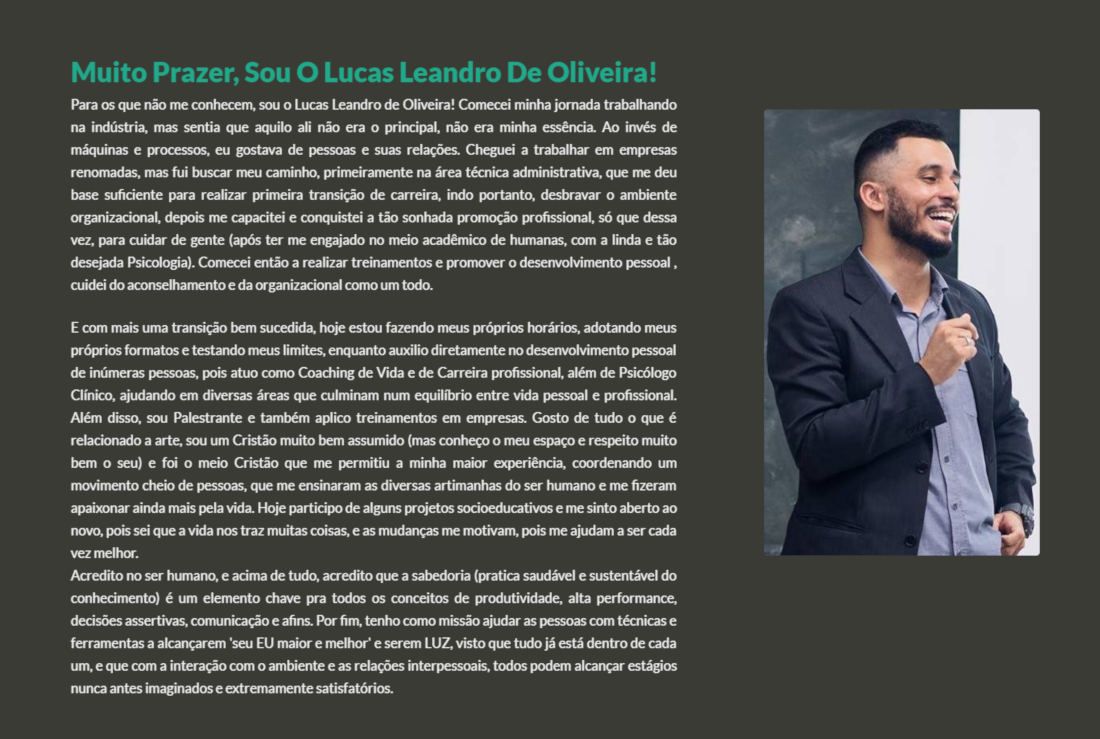 Muito Prazer, Sou O Lucas Leandro De Oliveira!
Para os que não me conhecem, sou o Lucas Leandro de Oliveira! Comecei minha jornada trabalhando
na indústria, mas sentia que aquilo ali não era o principal, não era minha essência. Ao invés de
máquinas e processos, eu gostava de pessoas e suas relações. Cheguei a trabalhar em empresas
renomadas, mas fui buscar meu caminho, primeiramente na área técnica administrativa, que me deu
base suficiente para realizar primeira transição de carreira, indo portanto, desbravar o ambiente
organizacional, depois me capacitei e conquistei a tão sonhada promoção profissional, só que dessa
vez, para cuidar de gente (após ter me engajado no meio acadêmico de humanas, com a linda e tão
desejada Psicologia). Comecei então a realizar treinamentos e promover o desenvolvimento pessoal ,
cuidei do aconselhamento e da organizacional como um todo.
E com mais uma transição bem sucedida, hoje estou fazendo meus próprios horários, adotando meus
próprios formatos e testando meus limites, enquanto auxilio diretamente no desenvolvimento pessoal
de inúmeras pessoas, pois atuo como Coaching de Vida e de Carreira profissional, além de Psicólogo
Clínico, ajudando em diversas áreas que culminam num equilíbrio entre vida pessoal e profissional.
Além disso, sou Palestrante e também aplico treinamentos em empresas. Gosto de tudo o que é
relacionado a arte, sou um Cristão muito bem assumido (mas conheço o meu espaço e respeito muito
bem o seu) e foi o meio Cristão que me permitiu a minha maior experiência, coordenando um
movimento cheio de pessoas, que me ensinaram as diversas artimanhas do ser humano e me fizeram
apaixonar ainda mais pela vida. Hoje participo de alguns projetos socioeducativos e me sinto aberto ao
novo, pois sei que a vida nos traz muitas coisas, e as mudanças me motivam, pois me ajudam a ser cada
vez melhor.
Acredito no ser humano, e acima de tudo, acredito que a sabedoria (pratica saudável e sustentável do
conhecimento) é um elemento chave pra todos os conceitos de produtividade, alta performance,
decisões assertivas, comunicação e afins. Por fim, tenho como missão ajudar as pessoas com técnicas e
ferramentas a alcançarem 'seu EU maior e melhor' e serem LUZ, visto que tudo já está dentro de cada
um, e que com a interação com o ambiente e as relações interpessoais, todos podem alcançar estágios
nunca antes imaginados e extremamente satisfatórios.